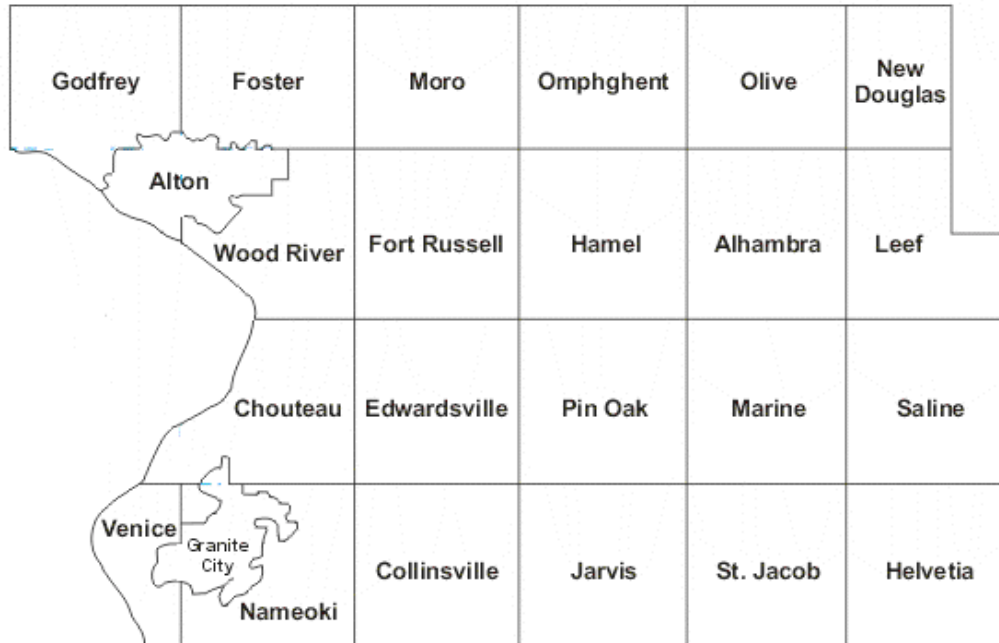 Godfrey
Foster
Moro
Omphghent
Olive
New
Douglas
Alton
Wood River
Fort Russell
Hamel
Alhambra
Leef
Chouteau
Edwardsville
Pin Oak
Marine
Saline
Venice
Granite
City
Nameoki
Collinsville
Jarvis
St. Jacob
Helvetia